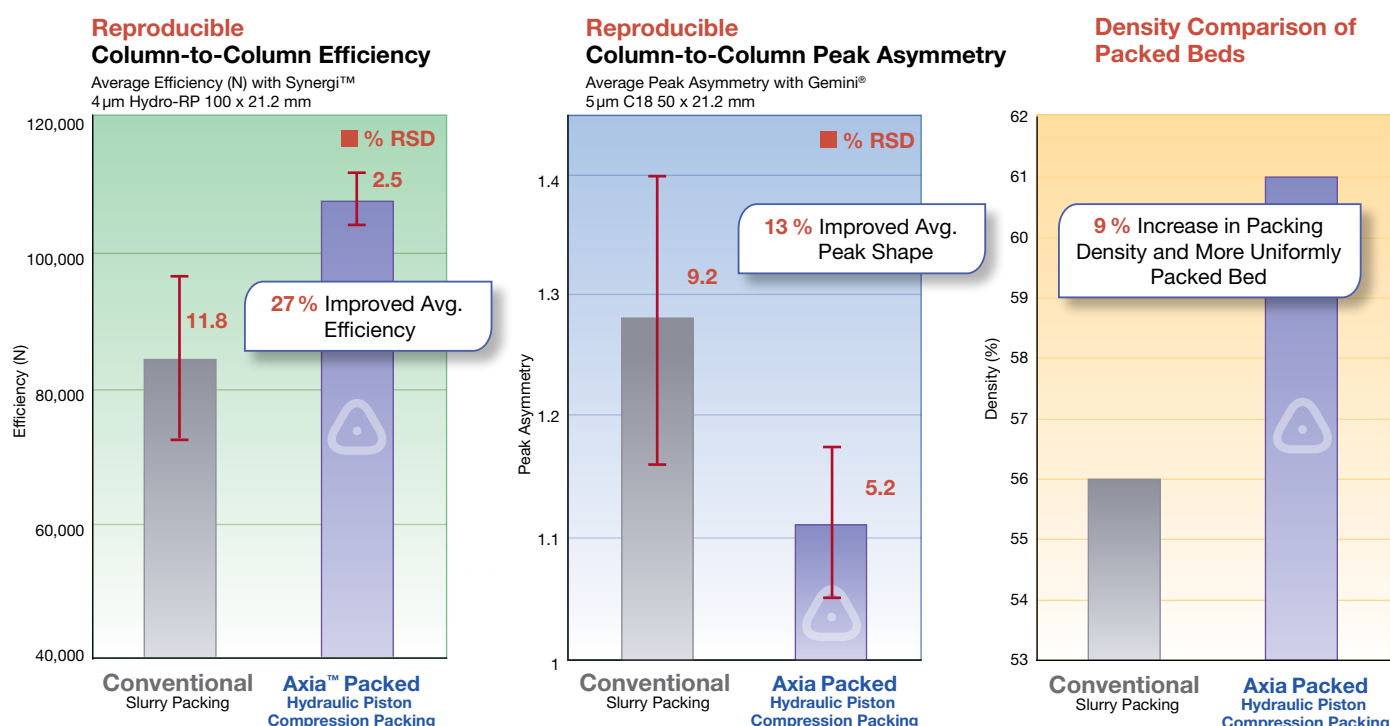 Reproducible
Column-to-Column Efficiency
Average Efficiency (N) with Synergi™
4 µm Hydro-RP 100 x 21.2 mm
120,000
100,000
80,000
60,000
40,000
Efficiency (N)
% RSD
2.5
11.8
27 % Improved Avg.
Efficiency
Conventional
Slurry Packing
Axia™ Packed
Hydraulic Piston
Compression Packing
Reproducible
Column-to-Column Peak Asymmetry
Average Peak Asymmetry with Gemini®
5 µm C18 50 x 21.2 mm
1.4
1.3
1.2
1.1
1
Peak Asymmetry
% RSD
9.2
13 % Improved Avg.
Peak Shape
5.2
Conventional
Slurry Packing
Axia Packed
Hydraulic Piston
Compression Packing
Density Comparison of
Packed Beds
62
61
60
59
58
57
56
55
54
53
Density (%)
9 % Increase in Packing
Density and More Uniformly
Packed Bed
Conventional
Slurry Packing
Axia Packed
Hydraulic Piston
Compression Packing